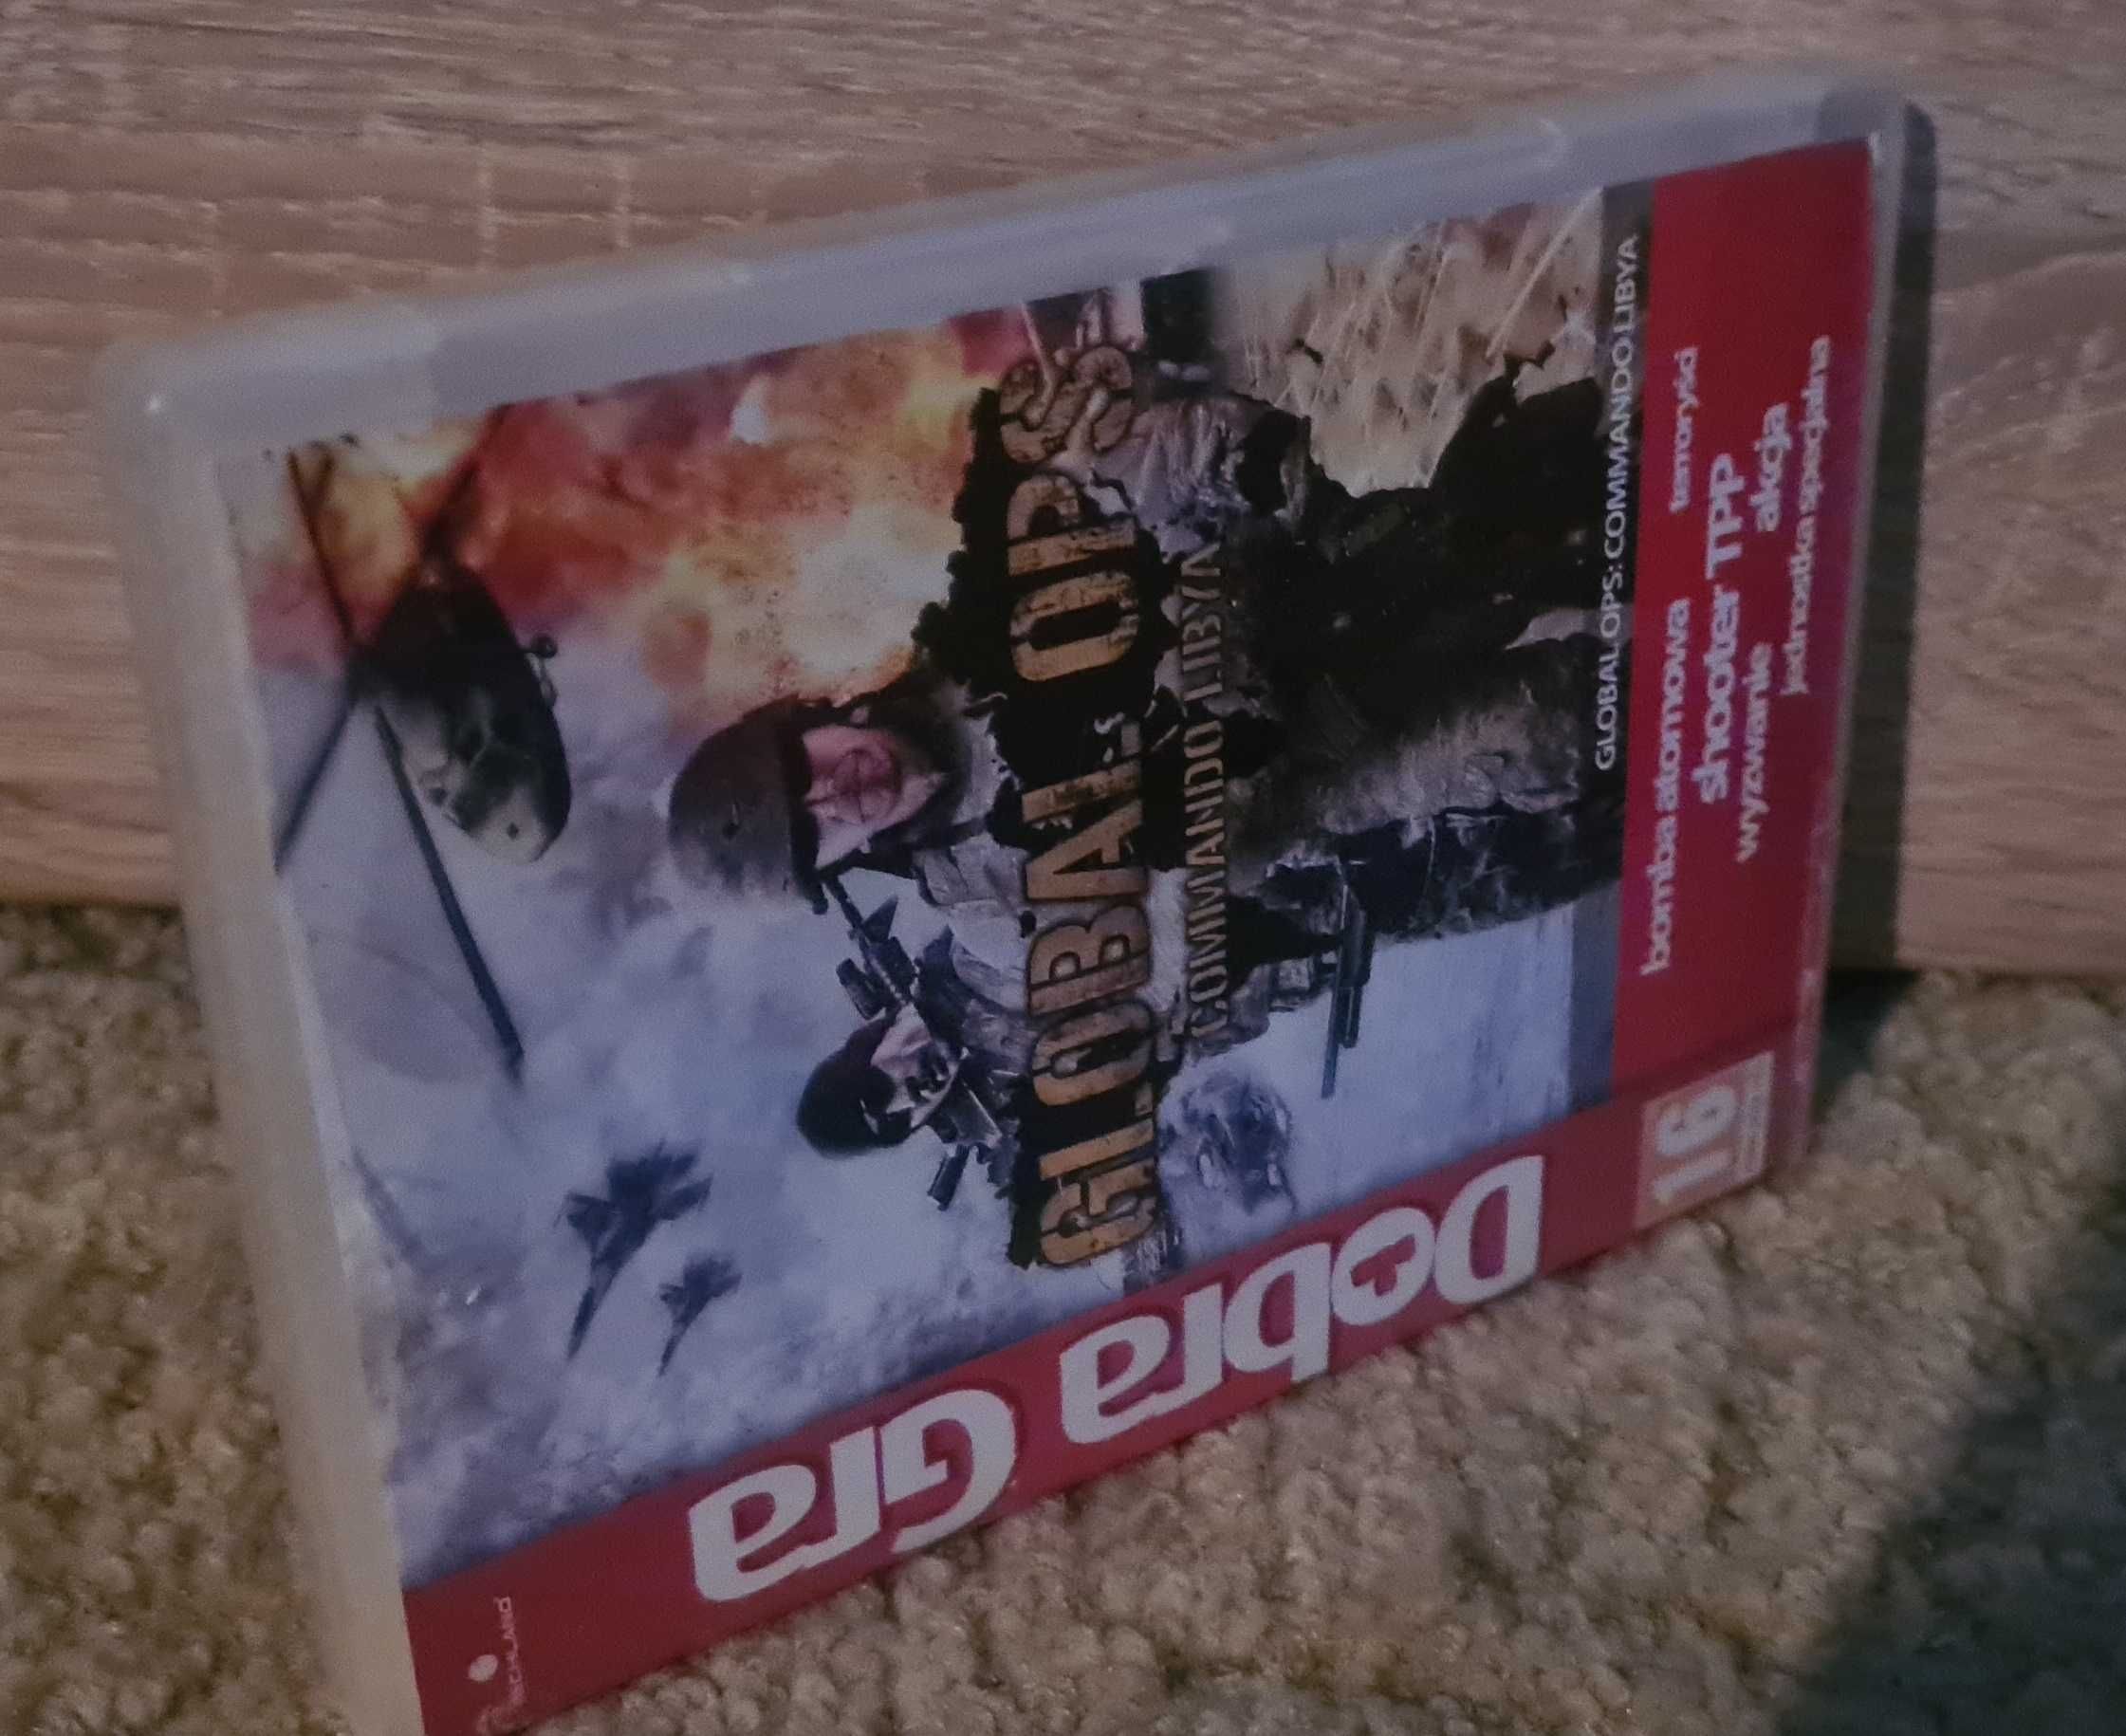 GLOBAL OPS
COMMANDO LIBYA
GLOBAL OPS: COMMANDO LIBYA
bomba atomowa terroryści
shooter TPP
wyzwanie akcja
jednostka specjalna
Dobra Gra
16
TECHLAND